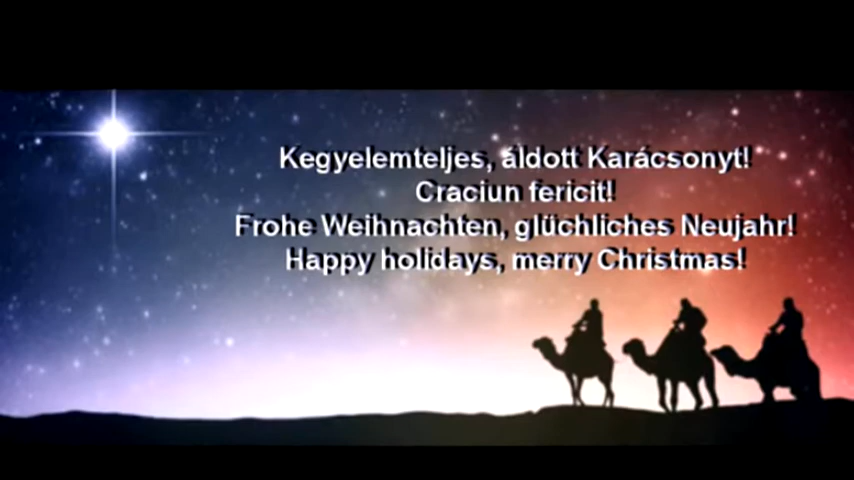 Kegyelemteljes, áldott Karácsonyt!
Craciun fericit!
Frohe Weihnachten, glüchliches Neujahr!
Happy holidays, merry Christmas!